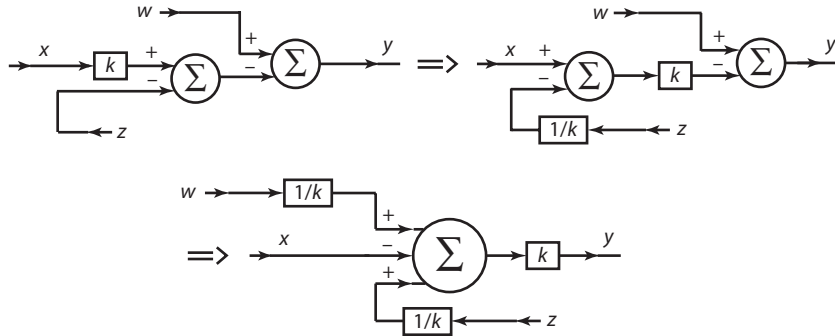 w
x k + − Σ + − Σ y
z
=>
w
x + − Σ k + − Σ y
1/k z
=>
w 1/k
x + − + Σ k y
1/k z